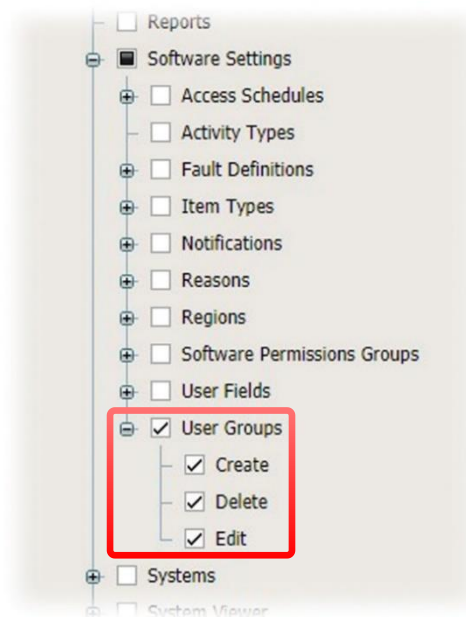 Reports
Software Settings
Access Schedules
Activity Types
Fault Definitions
Item Types
Notifications
Reasons
Regions
Software Permissions Groups
User Fields
User Groups
Create
Delete
Edit
Systems
System Viewer